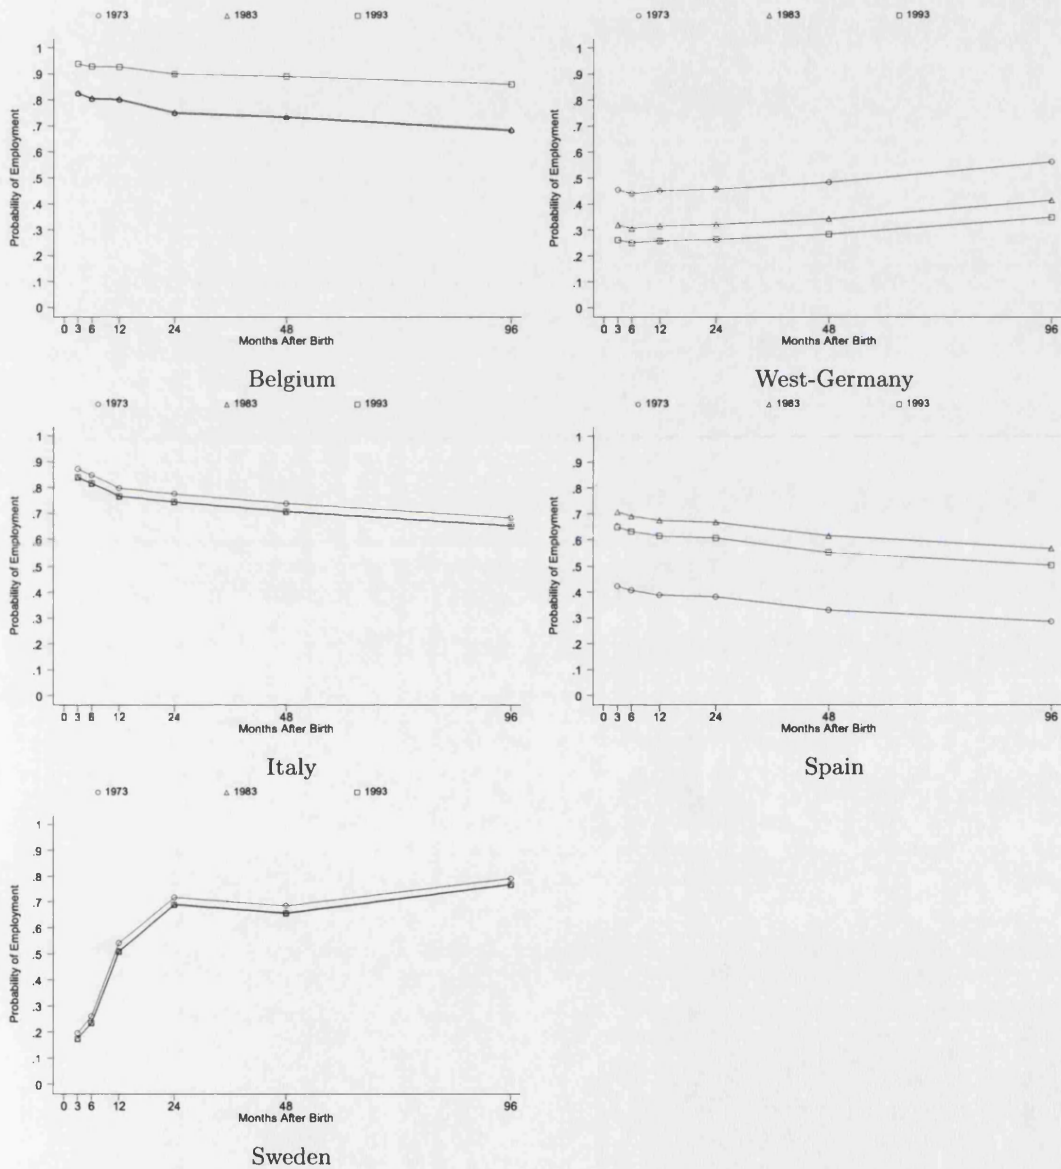 ○ 1973 △ 1983 □ 1993
Probability of Employment
1
.9
.8
.7
.6
.5
.4
.3
.2
.1
0
0 3 6 12 24 48 96
Months After Birth
Belgium
○ 1973 △ 1983 □ 1993
Probability of Employment
1
.9
.8
.7
.6
.5
.4
.3
.2
.1
0
0 3 6 12 24 48 96
Months After Birth
West-Germany
○ 1973 △ 1983 □ 1993
Probability of Employment
1
.9
.8
.7
.6
.5
.4
.3
.2
.1
0
0 3 6 12 24 48 96
Months After Birth
Italy
○ 1973 △ 1983 □ 1993
Probability of Employment
1
.9
.8
.7
.6
.5
.4
.3
.2
.1
0
0 3 6 12 24 48 96
Months After Birth
Spain
○ 1973 △ 1983 □ 1993
Probability of Employment
1
.9
.8
.7
.6
.5
.4
.3
.2
.1
0
0 3 6 12 24 48 96
Months After Birth
Sweden